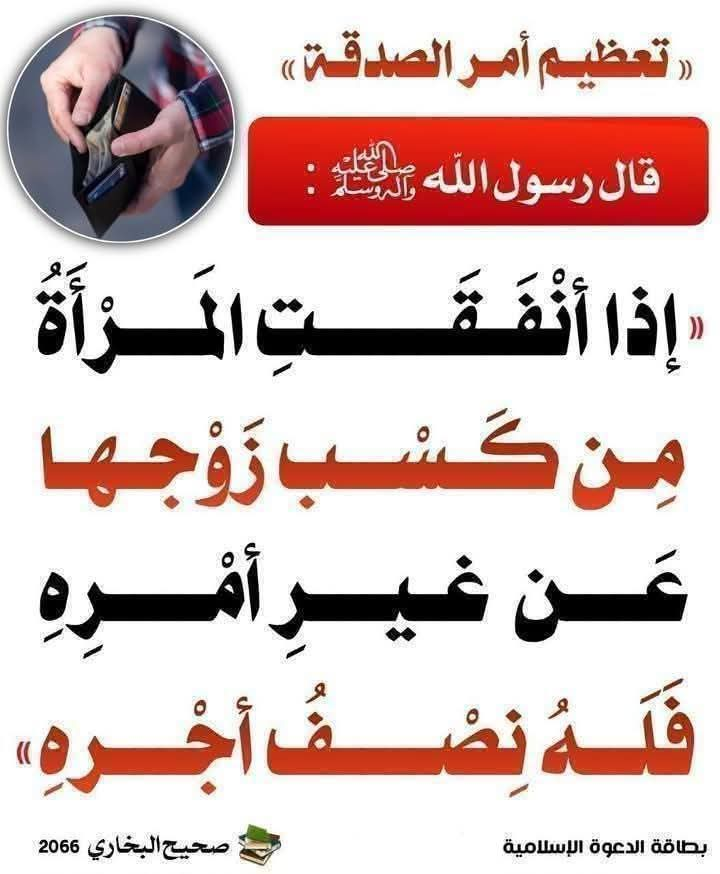 « تعظيم أمر الصدقة »
قال رسول الله صلى الله عليه وآله وسلم :
« إذا أنْفَقَتِ المَرْأَةُ
مِن كَسْبِ زَوْجِها
عَن غيرِ أمْرِهِ
فَلَهُ نِصْفُ أجْرِهِ »
بطاقة الدعوة الإسلامية
صحيح البخاري 2066